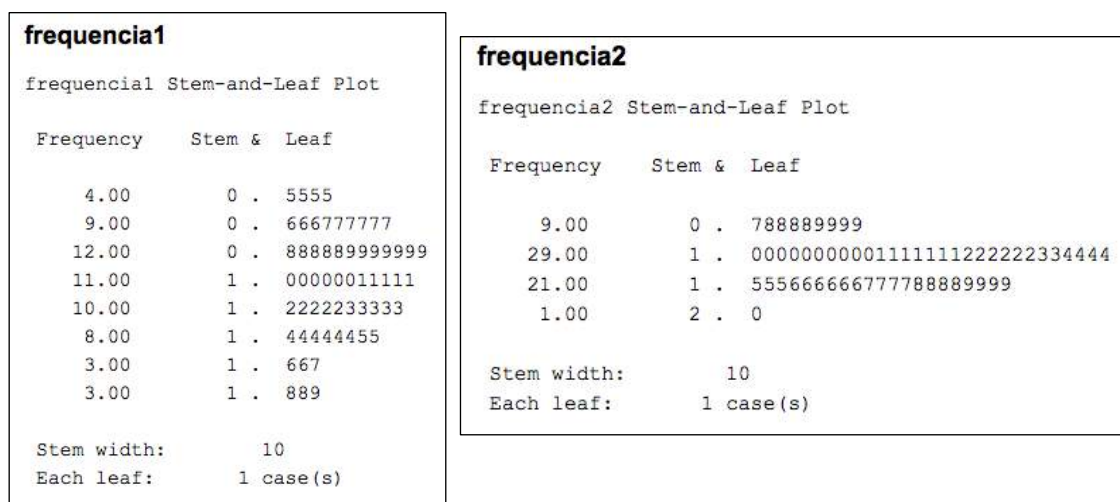 frequencia1
frequencia1 Stem-and-Leaf Plot
Frequency Stem & Leaf
4.00 0 . 5555
9.00 0 . 666777777
12.00 0 . 888889999999
11.00 1 . 00000011111
10.00 1 . 2222233333
8.00 1 . 44444455
3.00 1 . 667
3.00 1 . 889
Stem width: 10
Each leaf: 1 case(s)
frequencia2
frequencia2 Stem-and-Leaf Plot
Frequency Stem & Leaf
9.00 0 . 788889999
29.00 1 . 00000000001111111222222334444
21.00 1 . 555666666777788889999
1.00 2 . 0
Stem width: 10
Each leaf: 1 case(s)